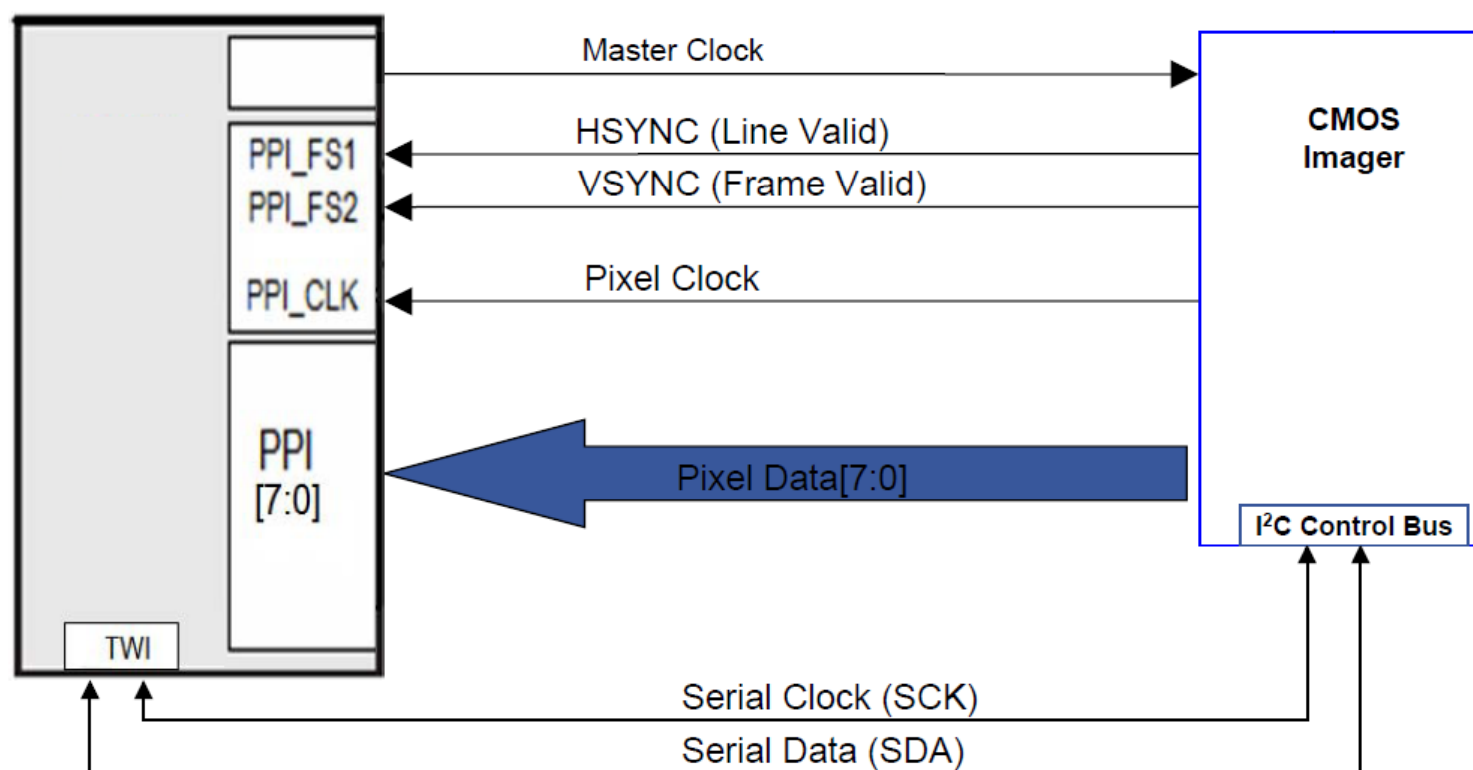 Master Clock
CMOS
Imager
HSYNC (Line Valid)
PPI_FS1
VSYNC (Frame Valid)
PPI_FS2
Pixel Clock
PPI_CLK
PPI
[7:0]
Pixel Data[7:0]
I²C Control Bus
TWI
Serial Clock (SCK)
Serial Data (SDA)